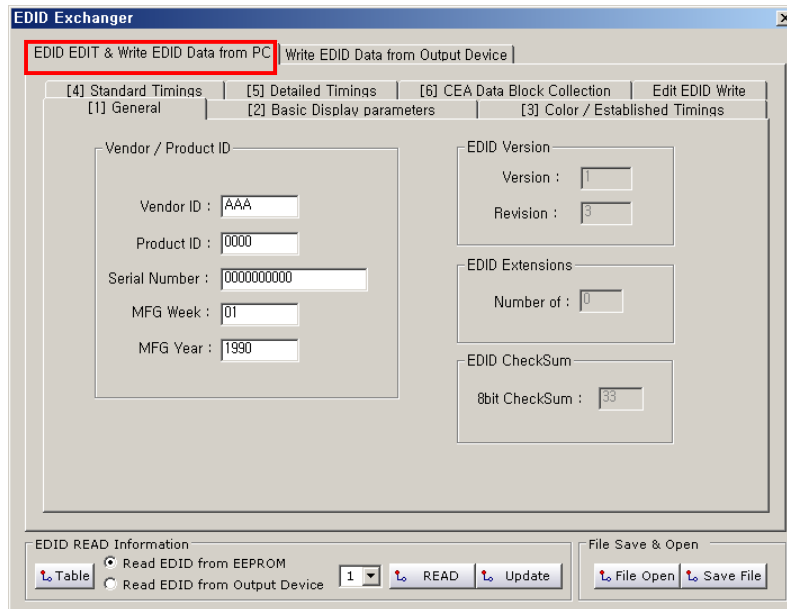 EDID Exchanger
EDID EDIT & Write EDID Data from PC
Write EDID Data from Output Device
[4] Standard Timings
[5] Detailed Timings
[6] CEA Data Block Collection
Edit EDID Write
[1] General
[2] Basic Display parameters
[3] Color / Established Timings
Vendor / Product ID
Vendor ID : AAA
Product ID : 0000
Serial Number : 0000000000
MFG Week : 01
MFG Year : 1990
EDID Version
Version : 1
Revision : 3
EDID Extensions
Number of : 0
EDID CheckSum
8bit CheckSum : 33
EDID READ Information
Table
Read EDID from EEPROM
Read EDID from Output Device
1
READ
Update
File Save & Open
File Open
Save File